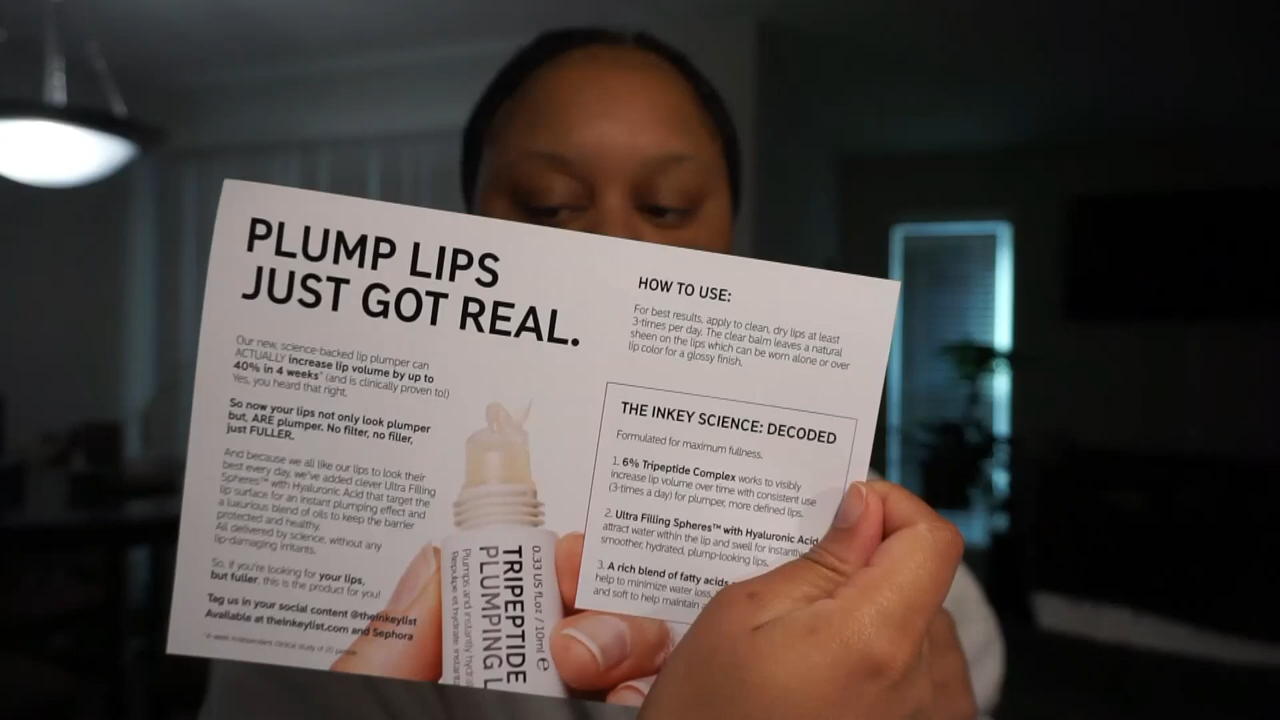 PLUMP LIPS
JUST GOT REAL.
Our new, science-backed lip plumper can
ACTUALLY increase lip volume by up to
40% in 4 weeks* (and is clinically proven to!)
Yes, you heard that right.
So now your lips not only look plumper
but, ARE plumper. No filter, no filler,
just FULLER.
And because we all like our lips to look their
best every day, we've added clever Ultra Filling
Spheres™ with Hyaluronic Acid that target the
lip surface for an instant plumping effect and
a luxurious blend of oils to keep the barrier
protected and healthy.
All delivered by science, without any
lip-damaging irritants.
So, if you're looking for your lips,
but fuller, this is the product for you!
Tag us in your social content @theinkeylist
Available at theinkeylist.com and Sephora
independent clinical study of 20
HOW TO USE:
For best results, apply to clean, dry lips at least
3-times per day. The clear balm leaves a natural
sheen on the lips which can be worn alone or over
lip color for a glossy finish.
THE INKEY SCIENCE: DECODED
Formulated for maximum fullness.
1. 6% Tripeptide Complex works to visibly
increase lip volume over time with consistent use
(3-times a day) for plumper, more defined lips.
2. Ultra Filling Spheres™ with Hyaluronic Acid
attract water within the lip and swell for instantly
smoother, hydrated, plump-looking lips.
3. A rich blend of fatty acids
help to minimize water loss,
and soft to help maintain
0.33 US fl.oz / 10ml e
TRIPEPTIDE
PLUMPING L
Plumps and instantly hydra
Repulpe et hydrate instant